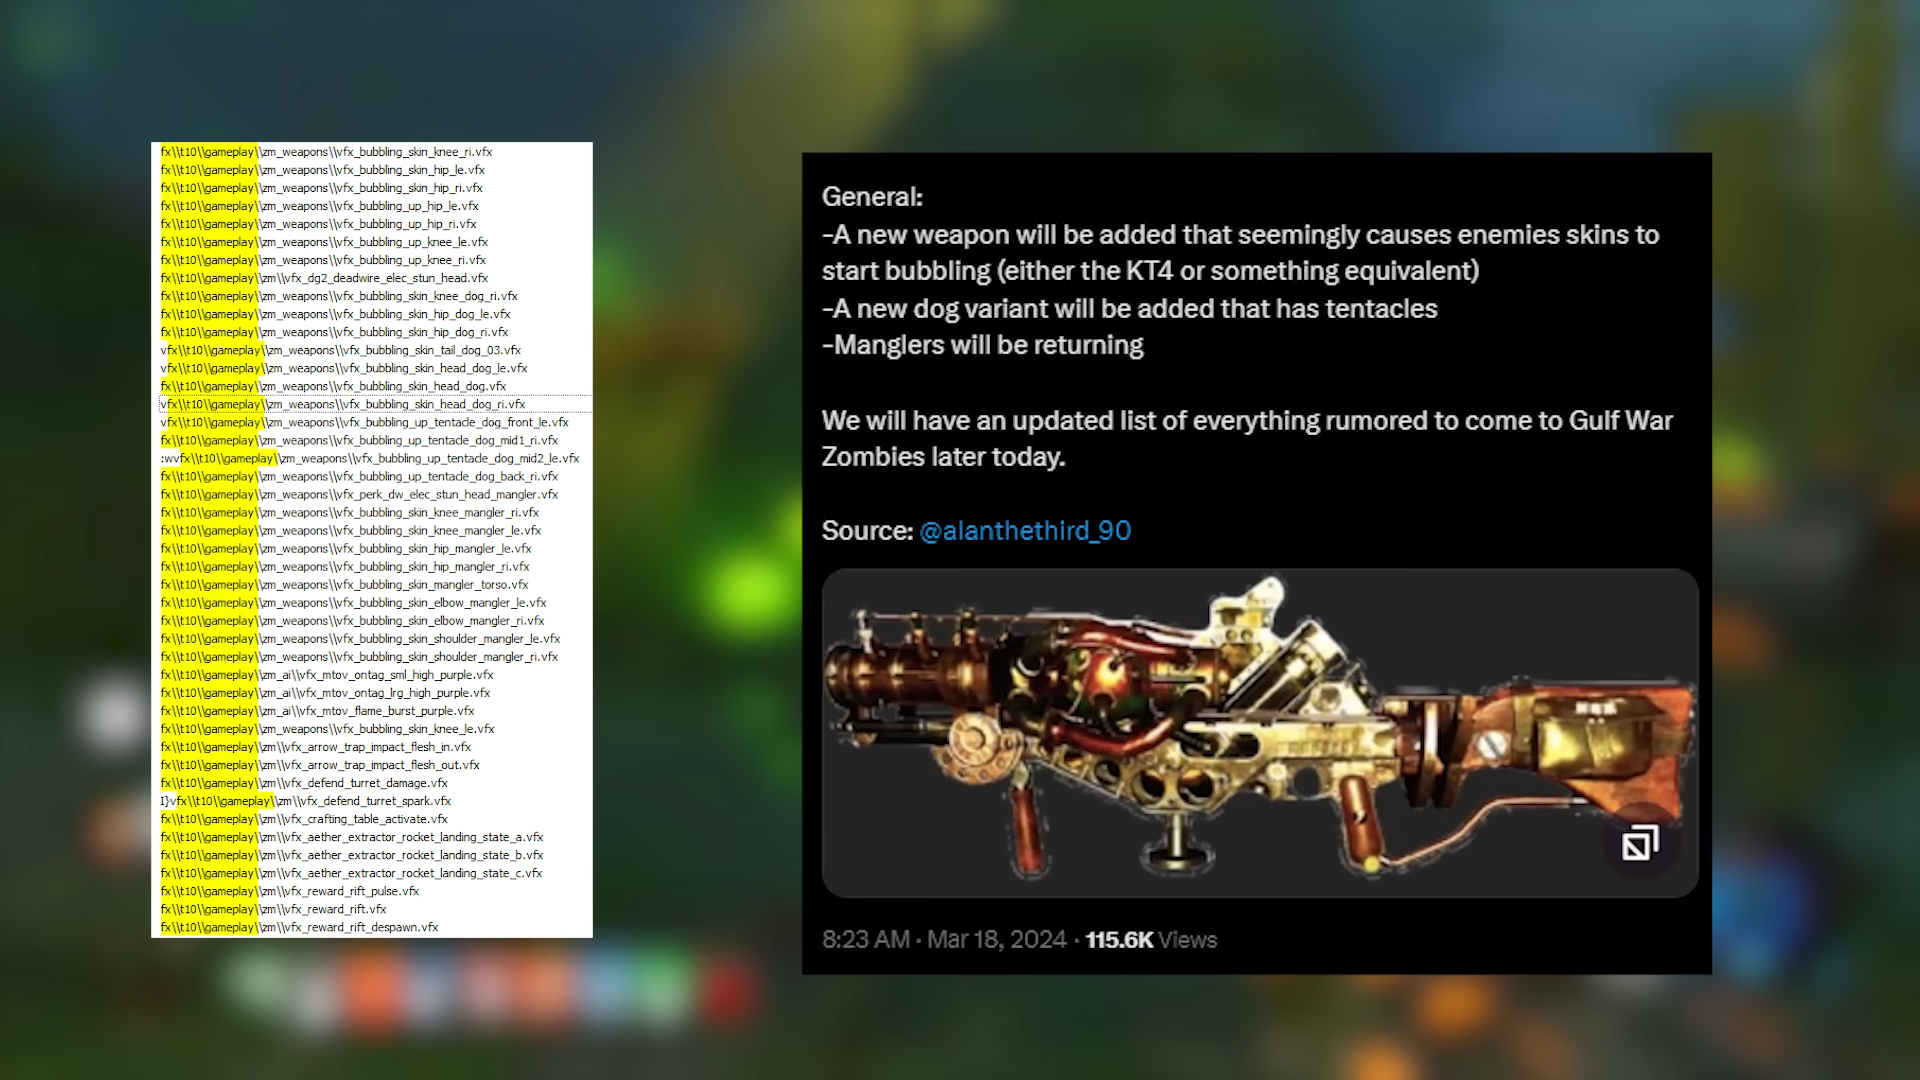 fx\\t10\\gameplay\\zm_weapons\\vfx_bubbling_skin_knee_ri.vfx
fx\\t10\\gameplay\\zm_weapons\\vfx_bubbling_skin_hip_le.vfx
fx\\t10\\gameplay\\zm_weapons\\vfx_bubbling_skin_hip_ri.vfx
fx\\t10\\gameplay\\zm_weapons\\vfx_bubbling_up_hip_le.vfx
fx\\t10\\gameplay\\zm_weapons\\vfx_bubbling_up_hip_ri.vfx
fx\\t10\\gameplay\\zm_weapons\\vfx_bubbling_up_knee_le.vfx
fx\\t10\\gameplay\\zm_weapons\\vfx_bubbling_up_knee_ri.vfx
fx\\t10\\gameplay\\zm\\vfx_dg2_deadwire_elec_stun_head.vfx
fx\\t10\\gameplay\\zm_weapons\\vfx_bubbling_skin_knee_dog_ri.vfx
fx\\t10\\gameplay\\zm_weapons\\vfx_bubbling_skin_hip_dog_le.vfx
fx\\t10\\gameplay\\zm_weapons\\vfx_bubbling_skin_hip_dog_ri.vfx
vfx\\t10\\gameplay\\zm_weapons\\vfx_bubbling_skin_tail_dog_03.vfx
vfx\\t10\\gameplay\\zm_weapons\\vfx_bubbling_skin_head_dog_le.vfx
fx\\t10\\gameplay\\zm_weapons\\vfx_bubbling_skin_head_dog.vfx
vfx\\t10\\gameplay\\zm_weapons\\vfx_bubbling_skin_head_dog_ri.vfx
vfx\\t10\\gameplay\\zm_weapons\\vfx_bubbling_up_tentacle_dog_front_le.vfx
fx\\t10\\gameplay\\zm_weapons\\vfx_bubbling_up_tentacle_dog_mid1_ri.vfx
:wvfx\\t10\\gameplay\\zm_weapons\\vfx_bubbling_up_tentacle_dog_mid2_le.vfx
fx\\t10\\gameplay\\zm_weapons\\vfx_bubbling_up_tentacle_dog_back_ri.vfx
fx\\t10\\gameplay\\zm_weapons\\vfx_perk_dw_elec_stun_head_mangler.vfx
fx\\t10\\gameplay\\zm_weapons\\vfx_bubbling_skin_knee_mangler_ri.vfx
fx\\t10\\gameplay\\zm_weapons\\vfx_bubbling_skin_knee_mangler_le.vfx
fx\\t10\\gameplay\\zm_weapons\\vfx_bubbling_skin_hip_mangler_le.vfx
fx\\t10\\gameplay\\zm_weapons\\vfx_bubbling_skin_hip_mangler_ri.vfx
fx\\t10\\gameplay\\zm_weapons\\vfx_bubbling_skin_mangler_torso.vfx
fx\\t10\\gameplay\\zm_weapons\\vfx_bubbling_skin_elbow_mangler_le.vfx
fx\\t10\\gameplay\\zm_weapons\\vfx_bubbling_skin_elbow_mangler_ri.vfx
fx\\t10\\gameplay\\zm_weapons\\vfx_bubbling_skin_shoulder_mangler_le.vfx
fx\\t10\\gameplay\\zm_weapons\\vfx_bubbling_skin_shoulder_mangler_ri.vfx
fx\\t10\\gameplay\\zm_ai\\vfx_mtov_ontag_sml_high_purple.vfx
fx\\t10\\gameplay\\zm_ai\\vfx_mtov_ontag_lrg_high_purple.vfx
fx\\t10\\gameplay\\zm_ai\\vfx_mtov_flame_burst_purple.vfx
fx\\t10\\gameplay\\zm_weapons\\vfx_bubbling_skin_knee_le.vfx
fx\\t10\\gameplay\\zm\\vfx_arrow_trap_impact_flesh_in.vfx
fx\\t10\\gameplay\\zm\\vfx_arrow_trap_impact_flesh_out.vfx
fx\\t10\\gameplay\\zm\\vfx_defend_turret_damage.vfx
I}vfx\\t10\\gameplay\\zm\\vfx_defend_turret_spark.vfx
fx\\t10\\gameplay\\zm\\vfx_crafting_table_activate.vfx
fx\\t10\\gameplay\\zm\\vfx_aether_extractor_rocket_landing_state_a.vfx
fx\\t10\\gameplay\\zm\\vfx_aether_extractor_rocket_landing_state_b.vfx
fx\\t10\\gameplay\\zm\\vfx_aether_extractor_rocket_landing_state_c.vfx
fx\\t10\\gameplay\\zm\\vfx_reward_rift_pulse.vfx
fx\\t10\\gameplay\\zm\\vfx_reward_rift.vfx
fx\\t10\\gameplay\\zm\\vfx_reward_rift_despawn.vfx
General:
-A new weapon will be added that seemingly causes enemies skins to
start bubbling (either the KT4 or something equivalent)
-A new dog variant will be added that has tentacles
-Manglers will be returning
We will have an updated list of everything rumored to come to Gulf War
Zombies later today.
Source: @alanthethird_90
8:23 AM · Mar 18, 2024 · 115.6K Views